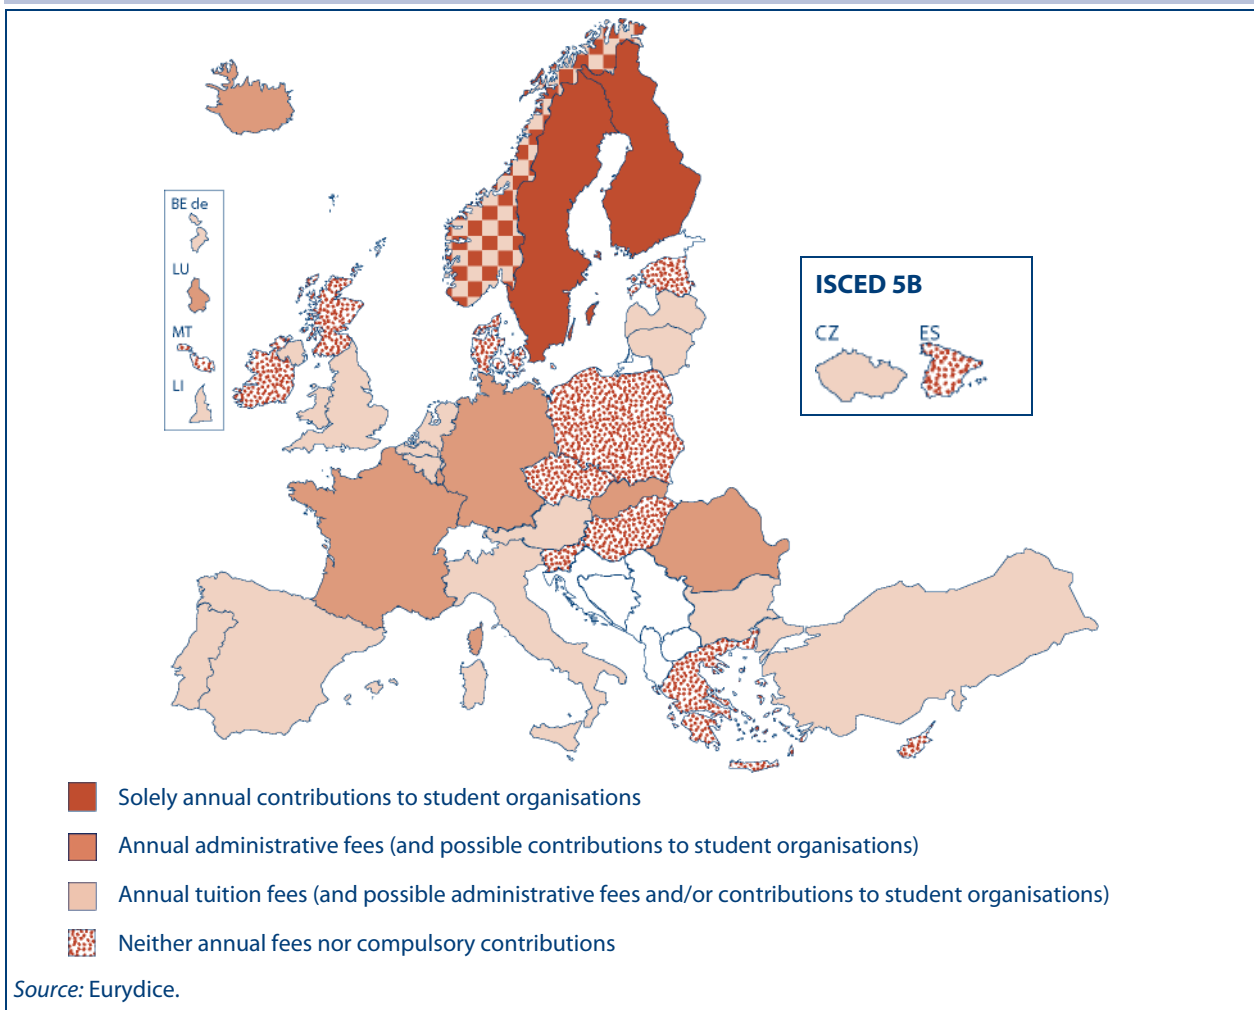 BE de
LU
MT
LI
ISCED 5B
CZ ES
Solely annual contributions to student organisations
Annual administrative fees (and possible contributions to student organisations)
Annual tuition fees (and possible administrative fees and/or contributions to student organisations)
Neither annual fees nor compulsory contributions
Source: Eurydice.